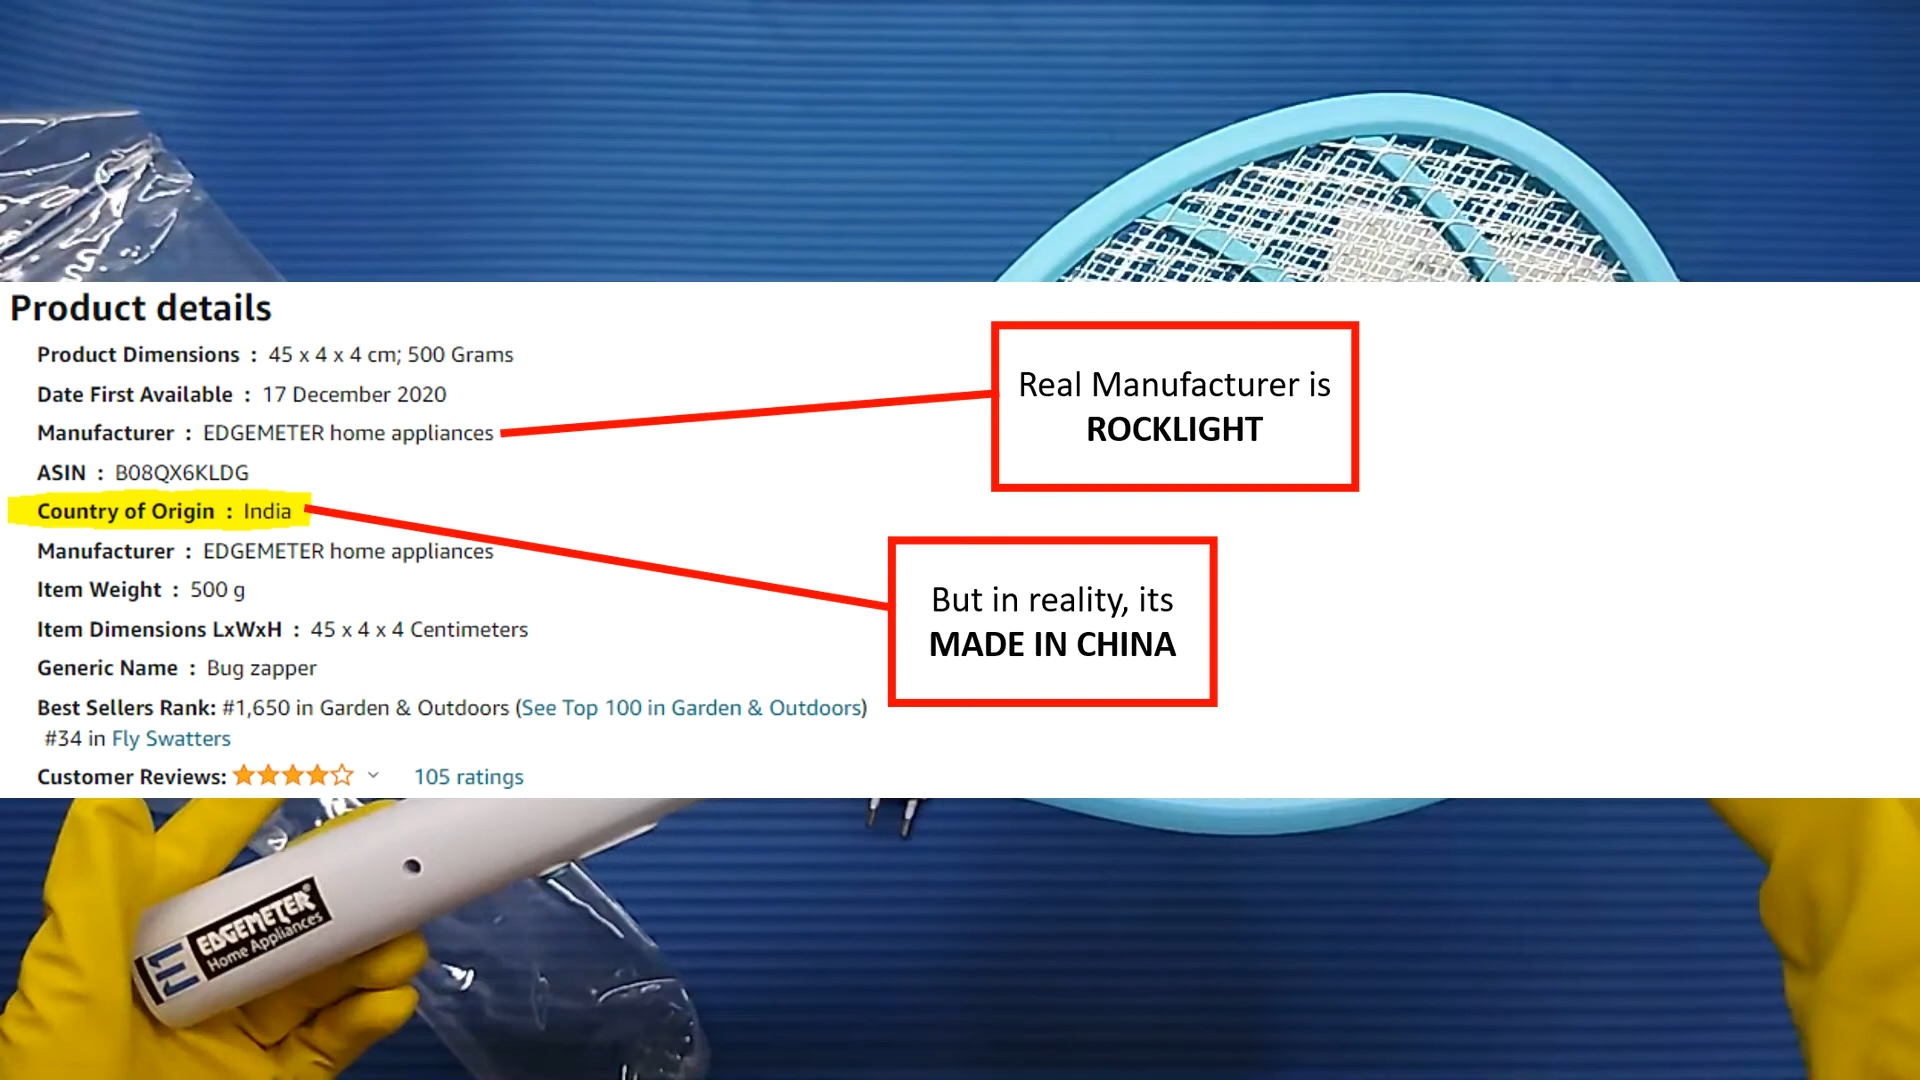 Product details
Product Dimensions : 45 x 4 x 4 cm; 500 Grams
Date First Available : 17 December 2020
Manufacturer : EDGEMETER home appliances
ASIN : B08QX6KLDG
Country of Origin : India
Manufacturer : EDGEMETER home appliances
Item Weight : 500 g
Item Dimensions LxWxH : 45 x 4 x 4 Centimeters
Generic Name : Bug zapper
Best Sellers Rank: #1,650 in Garden & Outdoors (See Top 100 in Garden & Outdoors)
#34 in Fly Swatters
Customer Reviews: 105 ratings
Real Manufacturer is
ROCKLIGHT
But in reality, its
MADE IN CHINA
EDGEMETER®
Home Appliances